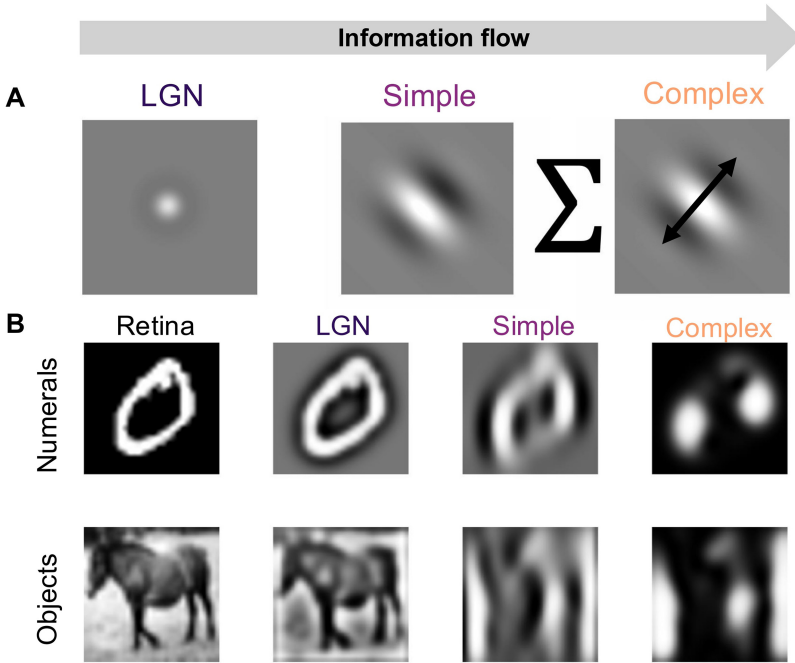 Information flow
A
LGN
Simple
Complex
Σ
B
Retina
LGN
Simple
Complex
Numerals
Objects